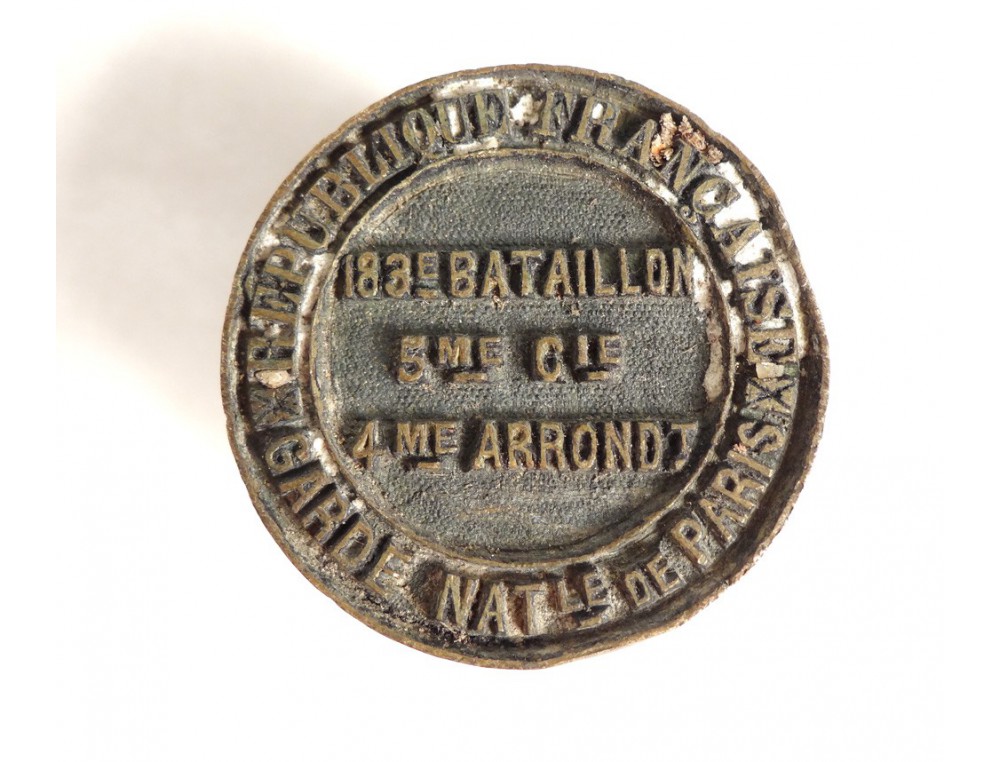 RÉPUBLIQUE FRANÇAISE
183E BATAILLON
5ME CIE
4ME ARRONDT
GARDE NATLE DE PARIS